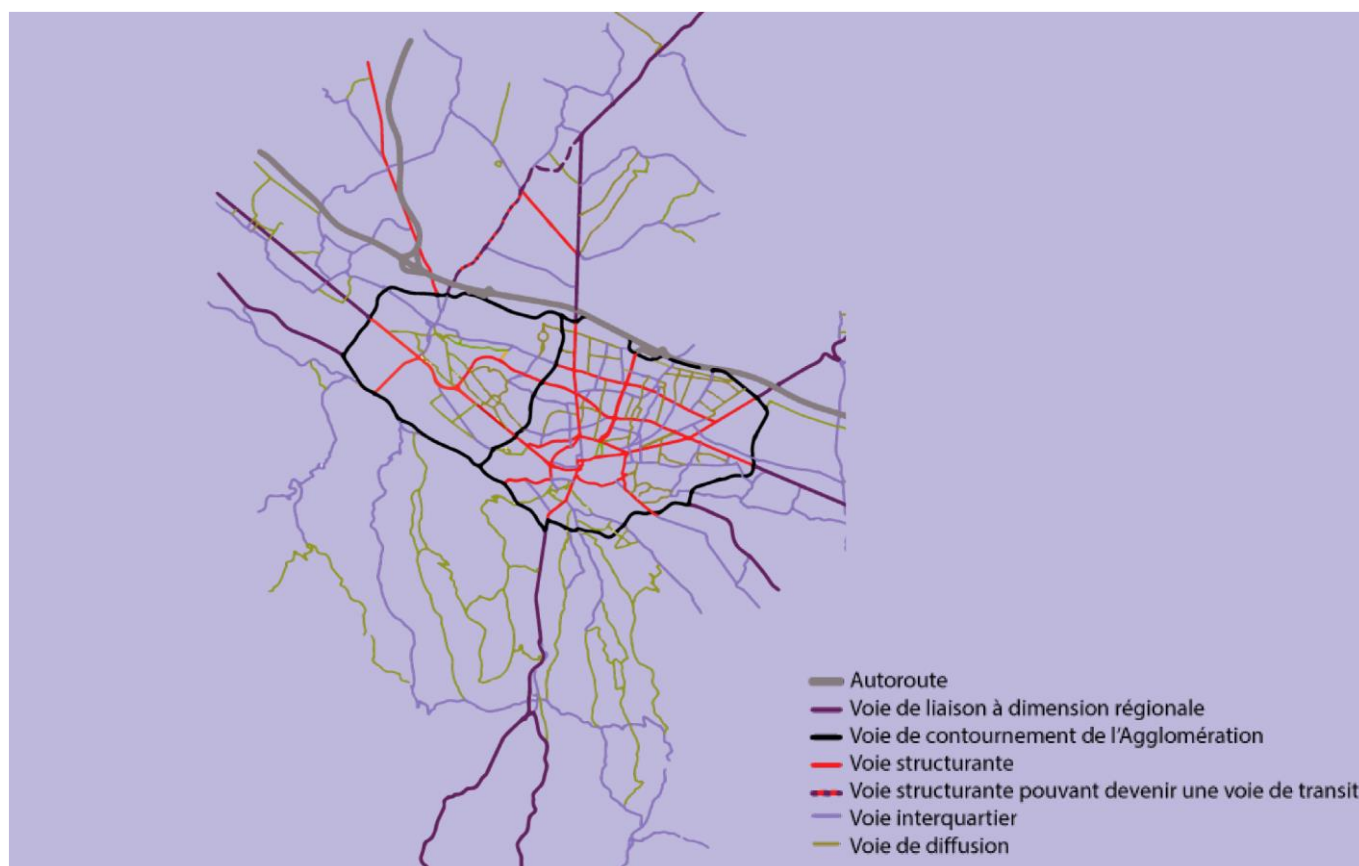 Autoroute
Voie de liaison à dimension régionale
Voie de contournement de l'Agglomération
Voie structurante
Voie structurante pouvant devenir une voie de transit
Voie interquartier
Voie de diffusion